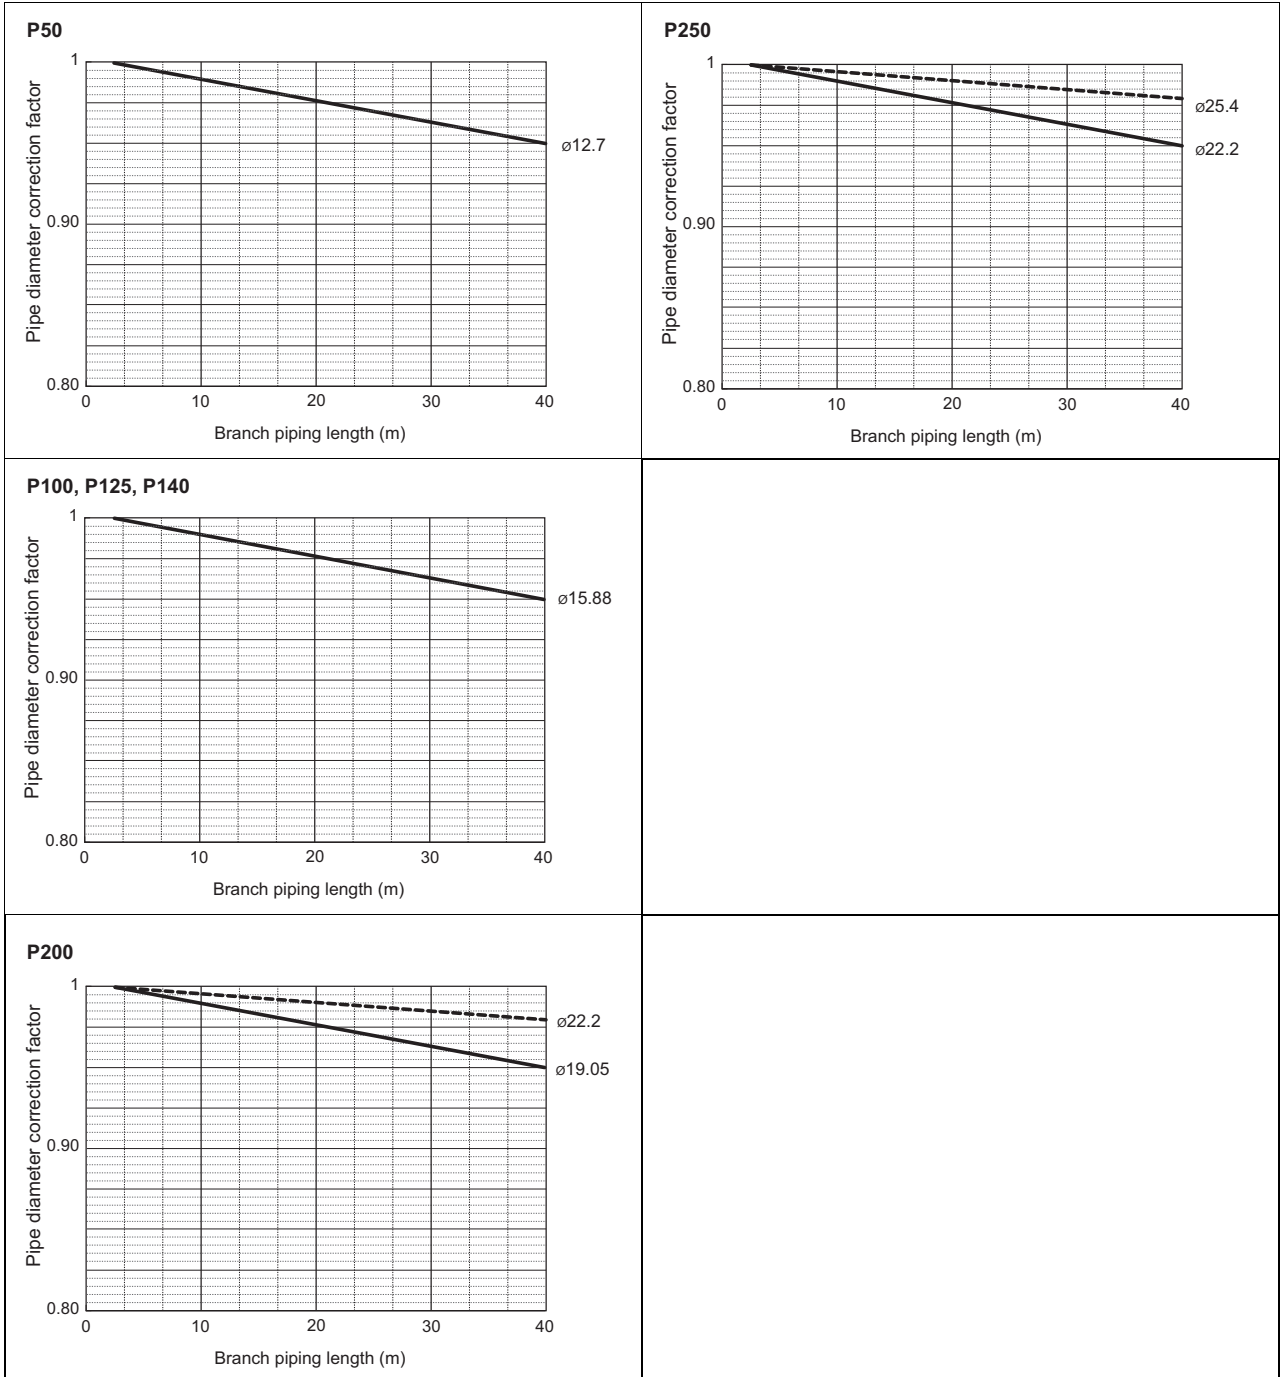 P50
Pipe diameter correction factor
1
0.90
0.80
0
10
20
30
40
Branch piping length (m)
ø12.7
P250
Pipe diameter correction factor
1
0.90
0.80
0
10
20
30
40
Branch piping length (m)
ø25.4
ø22.2
P100, P125, P140
Pipe diameter correction factor
1
0.90
0.80
0
10
20
30
40
Branch piping length (m)
ø15.88
P200
Pipe diameter correction factor
1
0.90
0.80
0
10
20
30
40
Branch piping length (m)
ø22.2
ø19.05